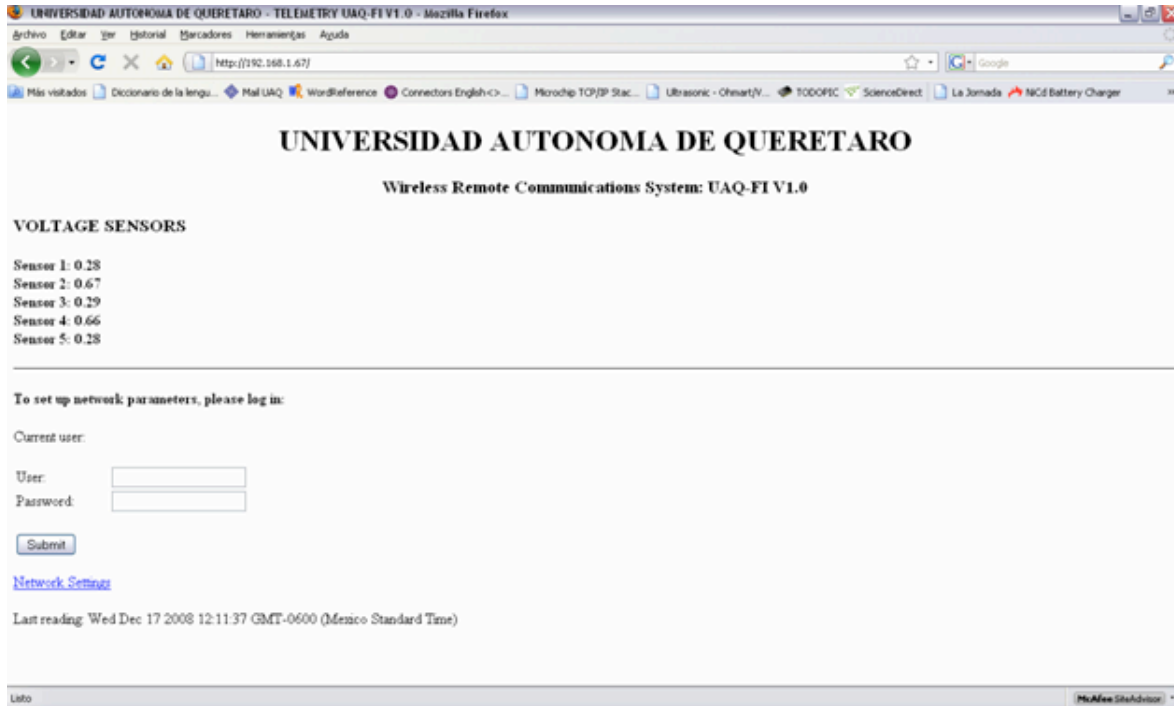 UNIVERSIDAD AUTONOMA DE QUERETARO - TELEMETRY UAQ-FI V1.0 - Mozilla Firefox
Archivo Editar Ver Historial Marcadores Herramientas Ayuda
http://192.168.1.67/ Google
Más visitados Diccionario de la lengu... Mail UAQ WordReference Connectors English<>... Microchip TCP/IP Stac... Ultrasonic - Ohmart/V... TODOPIC ScienceDirect La Jornada NiCd Battery Charger
UNIVERSIDAD AUTONOMA DE QUERETARO
Wireless Remote Communications System: UAQ-FI V1.0
VOLTAGE SENSORS
Sensor 1: 0.28
Sensor 2: 0.67
Sensor 3: 0.29
Sensor 4: 0.66
Sensor 5: 0.28
To set up network parameters, please log in:
Current user:
User:
Password:
Submit
Network Settings
Last reading: Wed Dec 17 2008 12:11:37 GMT-0600 (Mexico Standard Time)
Listo McAfee SiteAdvisor